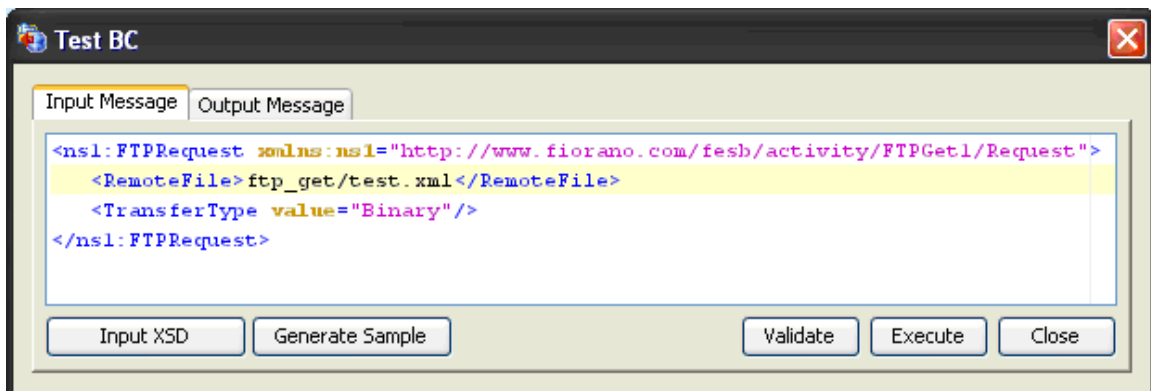 Test BC
Input Message Output Message
<ns1:FTPRequest xmlns:ns1="http://www.fiorano.com/fesb/activity/FTPGet1/Request">
<RemoteFile>ftp_get/test.xml</RemoteFile>
<TransferType value="Binary"/>
</ns1:FTPRequest>
Input XSD Generate Sample Validate Execute Close